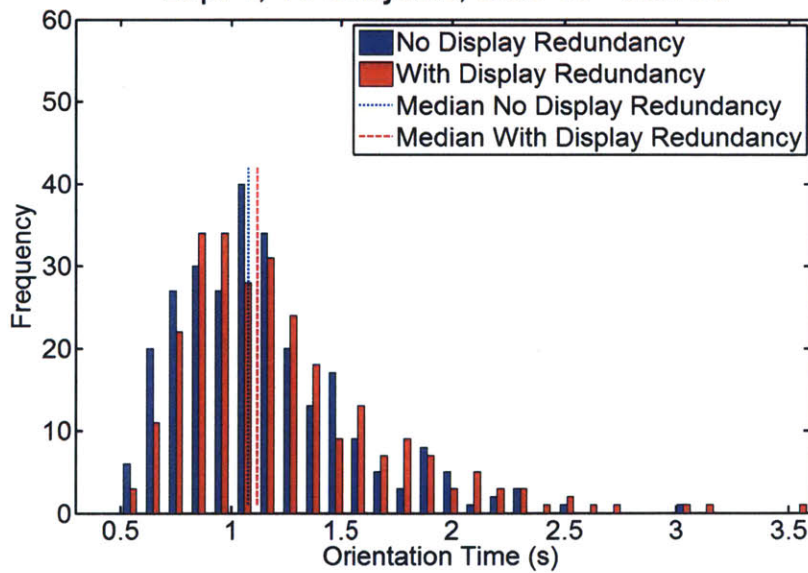 60
50
40
30
20
10
0
Frequency
No Display Redundancy
With Display Redundancy
Median No Display Redundancy
Median With Display Redundancy
0.5 1 1.5 2 2.5 3 3.5
Orientation Time (s)